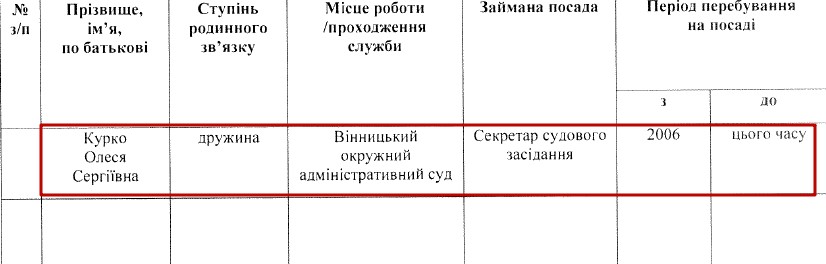 №
з/п
Прізвище,
ім’я,
по батькові
Ступінь
родинного
зв’язку
Місце роботи
/проходження
служби
Займана посада
Період перебування
на посаді
з
до
Курко
Олеся
Сергіївна
дружина
Вінницький
окружний
адміністративний суд
Секретар судового
засідання
2006
цього часу